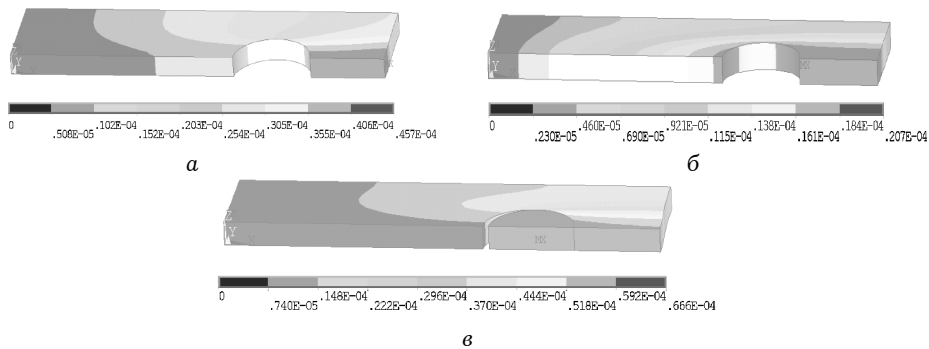 Z
Y
0 .102E-04 .203E-04 .305E-04 .406E-04
.508E-05 .152E-04 .254E-04 .355E-04 .457E-04
а
Z
Y
MX
0 .460E-05 .921E-05 .138E-04 .184E-04
.230E-05 .690E-05 .115E-04 .161E-04 .207E-04
б
Z
Y
MX
0 .148E-04 .296E-04 .444E-04 .592E-04
.740E-05 .222E-04 .370E-04 .518E-04 .666E-04
в